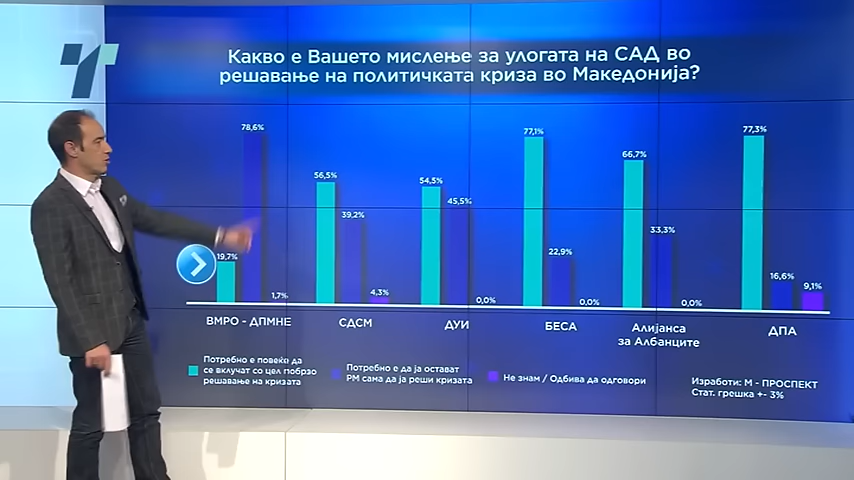 Какво е Вашето мислење за улогата на САД во
решавање на политичката криза во Македонија?
19,7%
78,6%
1,7%
56,5%
39,2%
4,3%
54,5%
45,5%
0,0%
77,1%
22,9%
0,0%
66,7%
33,3%
0,0%
77,3%
16,6%
9,1%
ВМРО - ДПМНЕ
СДСМ
ДУИ
БЕСА
Алијанса
за Албанците
ДПА
Потребно е повеќе да
се вклучат со цел побрзо
решавање на кризата
Потребно е да ја остават
РМ сама да ја реши кризата
Не знам / Одбива да одговори
Изработи: М - ПРОСПЕКТ
Стат. грешка +- 3%